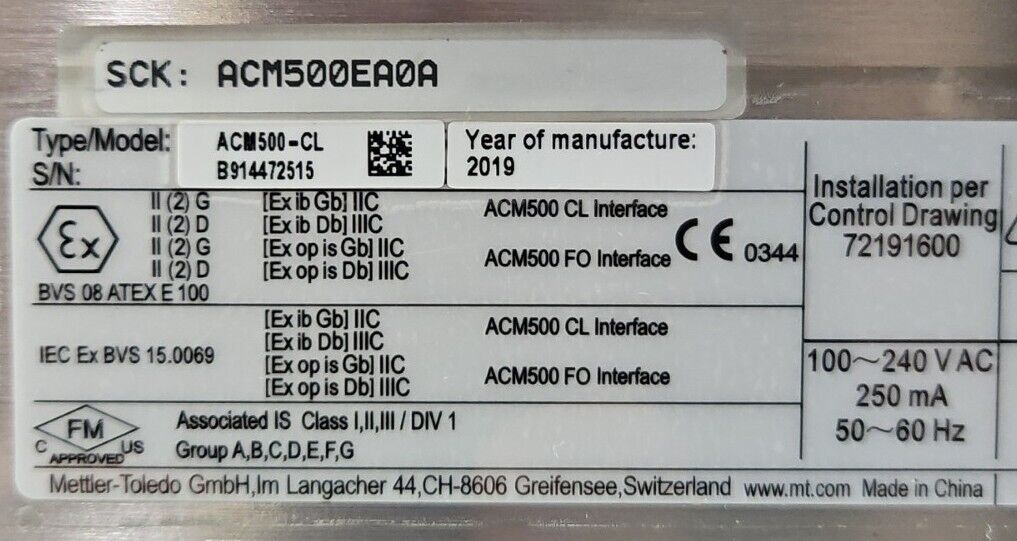 SCK: ACM500EA0A
Type/Model: ACM500-CL
S/N: B914472515
Year of manufacture:
2019
Ex
II (2) G [Ex ib Gb] IIC
II (2) D [Ex ib Db] IIIC
ACM500 CL Interface
II (2) G [Ex op is Gb] IIC
II (2) D [Ex op is Db] IIIC
ACM500 FO Interface
CE 0344
BVS 08 ATEX E 100
IEC Ex BVS 15.0069
[Ex ib Gb] IIC
[Ex ib Db] IIIC
ACM500 CL Interface
[Ex op is Gb] IIC
[Ex op is Db] IIIC
ACM500 FO Interface
FM
C US
APPROVED
Associated IS Class I,II,III / DIV 1
Group A,B,C,D,E,F,G
Installation per
Control Drawing
72191600
100~240 V AC
250 mA
50~60 Hz
Mettler-Toledo GmbH,Im Langacher 44,CH-8606 Greifensee,Switzerland www.mt.com Made in China